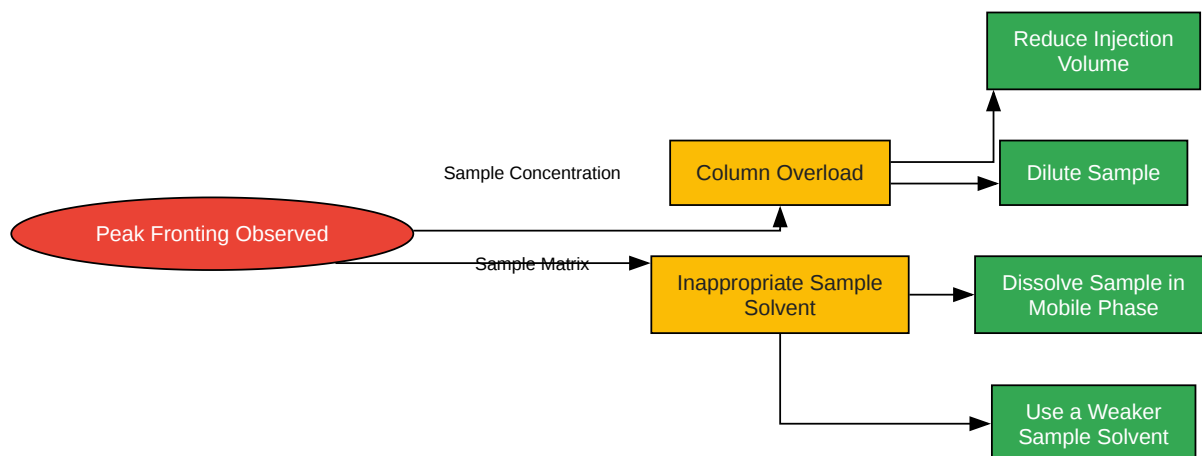 Reduce Injection
Volume
Sample Concentration
Column Overload
Dilute Sample
Peak Fronting Observed
Sample Matrix
Inappropriate Sample
Solvent
Dissolve Sample in
Mobile Phase
Use a Weaker
Sample Solvent